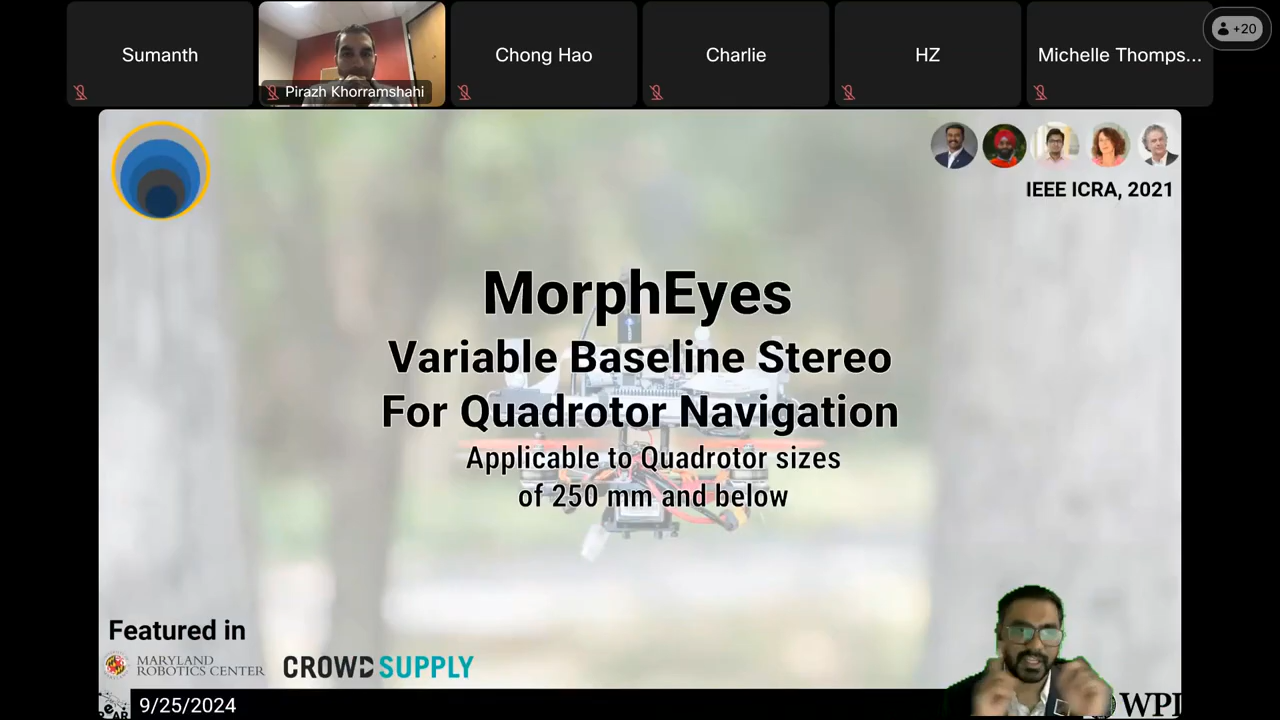 Sumanth
Pirazh Khorramshahi
Chong Hao
Charlie
HZ
Michelle Thomps...
+20
IEEE ICRA, 2021
MorphEyes
Variable Baseline Stereo
For Quadrotor Navigation
Applicable to Quadrotor sizes
of 250 mm and below
Featured in
MARYLAND
ROBOTICS CENTER
CROWD SUPPLY
9/25/2024
WPI